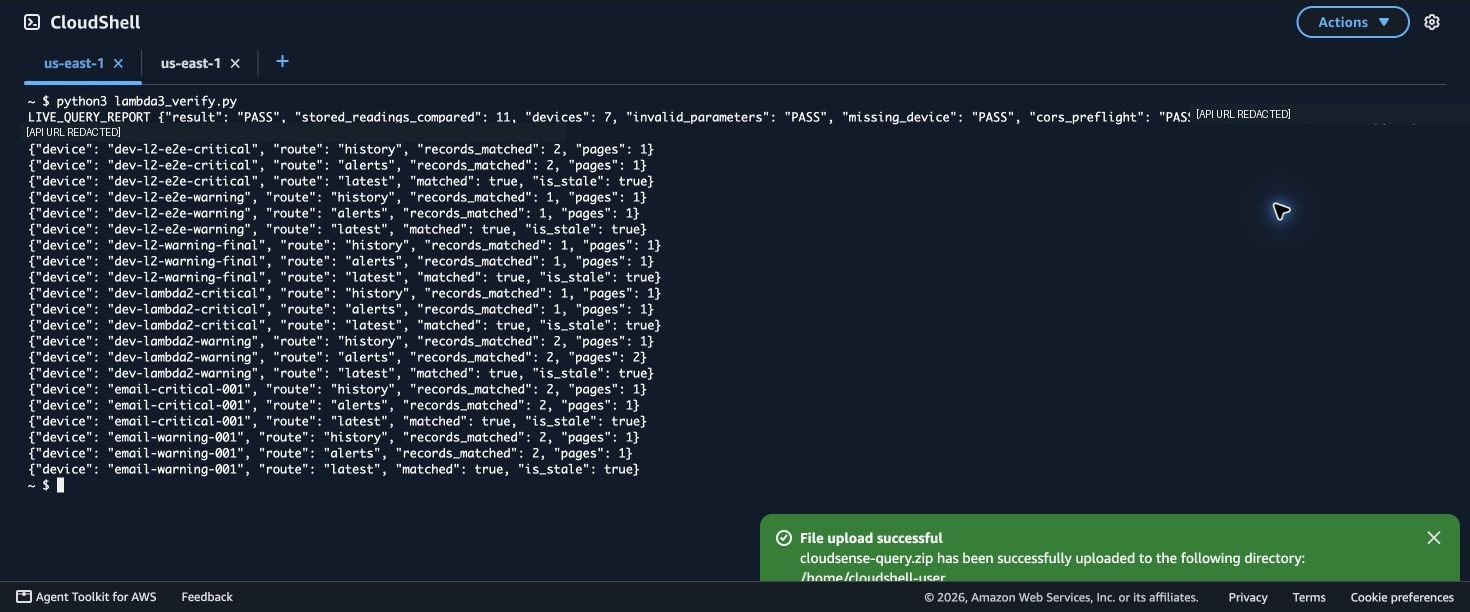 CloudShell
Actions
us-east-1
us-east-1
~ $ python3 lambda3_verify.py
LIVE_QUERY_REPORT {"result": "PASS", "stored_readings_compared": 11, "devices": 7, "invalid_parameters": "PASS", "missing_device": "PASS", "cors_preflight": "PASS [API URL REDACTED]
[API URL REDACTED]
{"device": "dev-l2-e2e-critical", "route": "history", "records_matched": 2, "pages": 1}
{"device": "dev-l2-e2e-critical", "route": "alerts", "records_matched": 2, "pages": 1}
{"device": "dev-l2-e2e-critical", "route": "latest", "matched": true, "is_stale": true}
{"device": "dev-l2-e2e-warning", "route": "history", "records_matched": 1, "pages": 1}
{"device": "dev-l2-e2e-warning", "route": "alerts", "records_matched": 1, "pages": 1}
{"device": "dev-l2-e2e-warning", "route": "latest", "matched": true, "is_stale": true}
{"device": "dev-l2-warning-final", "route": "history", "records_matched": 1, "pages": 1}
{"device": "dev-l2-warning-final", "route": "alerts", "records_matched": 1, "pages": 1}
{"device": "dev-l2-warning-final", "route": "latest", "matched": true, "is_stale": true}
{"device": "dev-lambda2-critical", "route": "history", "records_matched": 1, "pages": 1}
{"device": "dev-lambda2-critical", "route": "alerts", "records_matched": 1, "pages": 1}
{"device": "dev-lambda2-critical", "route": "latest", "matched": true, "is_stale": true}
{"device": "dev-lambda2-warning", "route": "history", "records_matched": 2, "pages": 1}
{"device": "dev-lambda2-warning", "route": "alerts", "records_matched": 2, "pages": 2}
{"device": "dev-lambda2-warning", "route": "latest", "matched": true, "is_stale": true}
{"device": "email-critical-001", "route": "history", "records_matched": 2, "pages": 1}
{"device": "email-critical-001", "route": "alerts", "records_matched": 2, "pages": 1}
{"device": "email-critical-001", "route": "latest", "matched": true, "is_stale": true}
{"device": "email-warning-001", "route": "history", "records_matched": 2, "pages": 1}
{"device": "email-warning-001", "route": "alerts", "records_matched": 2, "pages": 1}
{"device": "email-warning-001", "route": "latest", "matched": true, "is_stale": true}
~ $
File upload successful
cloudsense-query.zip has been successfully uploaded to the following directory:
/home/cloudshell-user
Agent Toolkit for AWS Feedback © 2026, Amazon Web Services, Inc. or its affiliates. Privacy Terms Cookie preferences